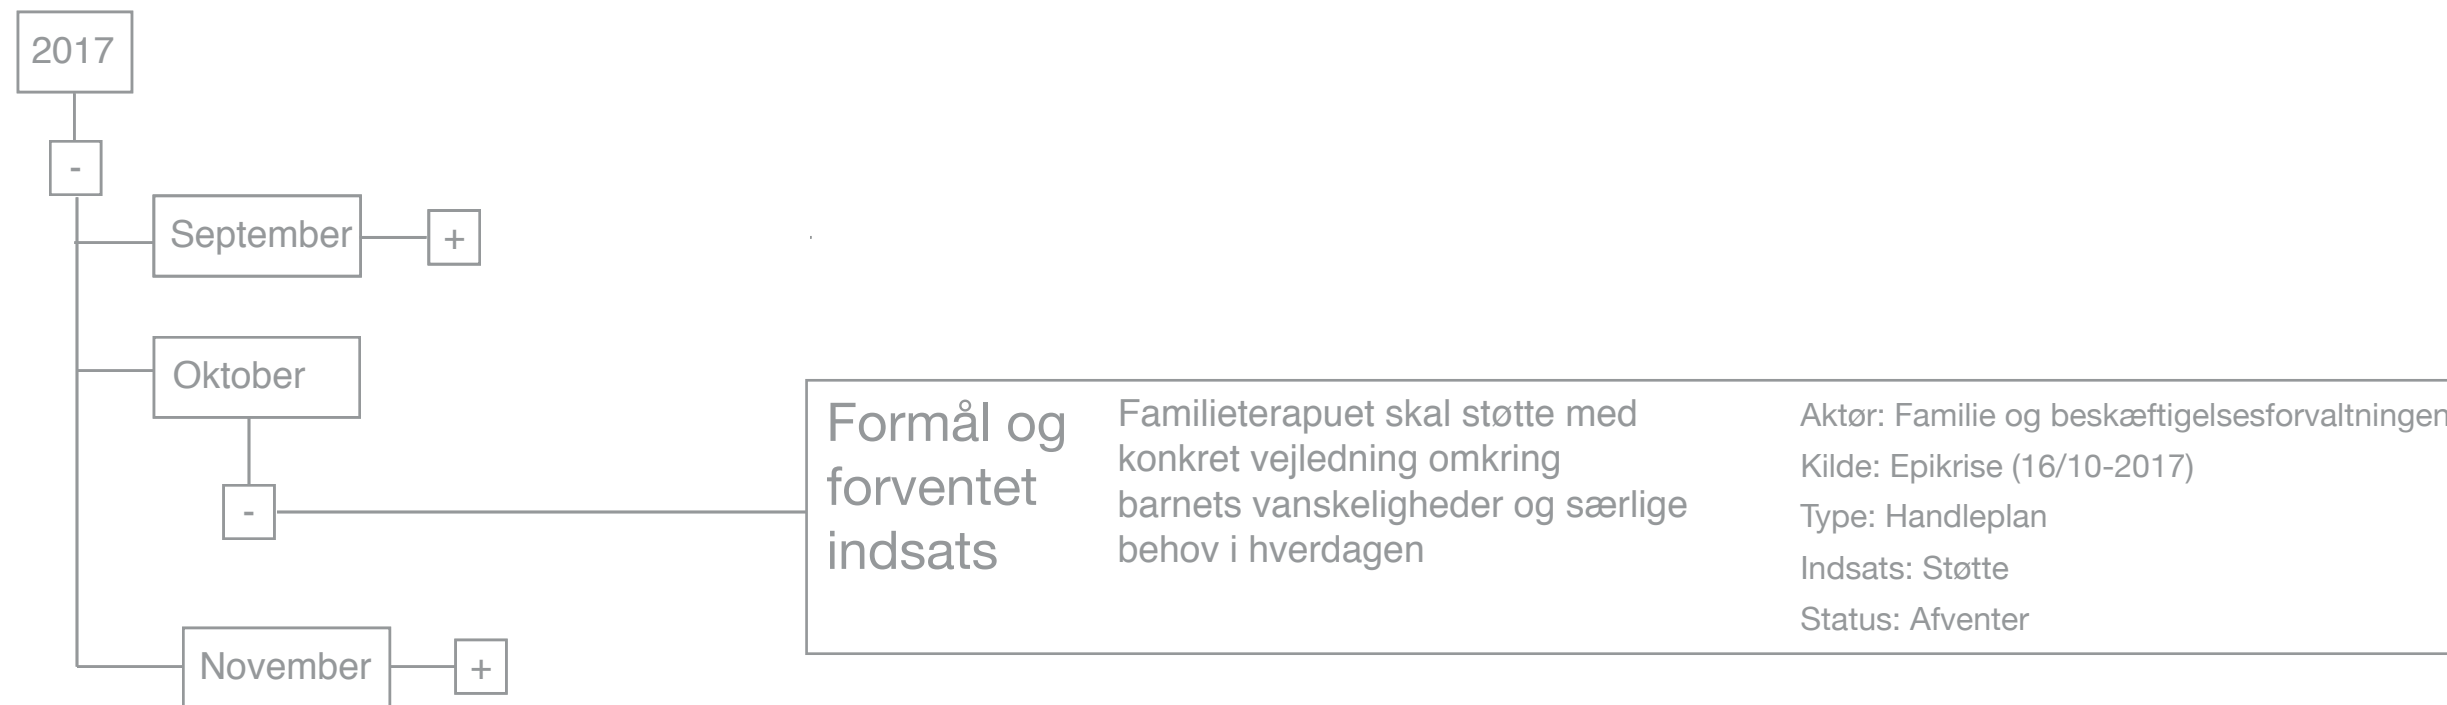 2017
-
September
+
Oktober
-
Formål og
forventet
indsats
Familieterapuet skal støtte med
konkret vejledning omkring
barnets vanskeligheder og særlige
behov i hverdagen
Aktør: Familie og beskæftigelsesforvaltningen
Kilde: Epikrise (16/10-2017)
Type: Handleplan
Indsats: Støtte
Status: Afventer
November
+